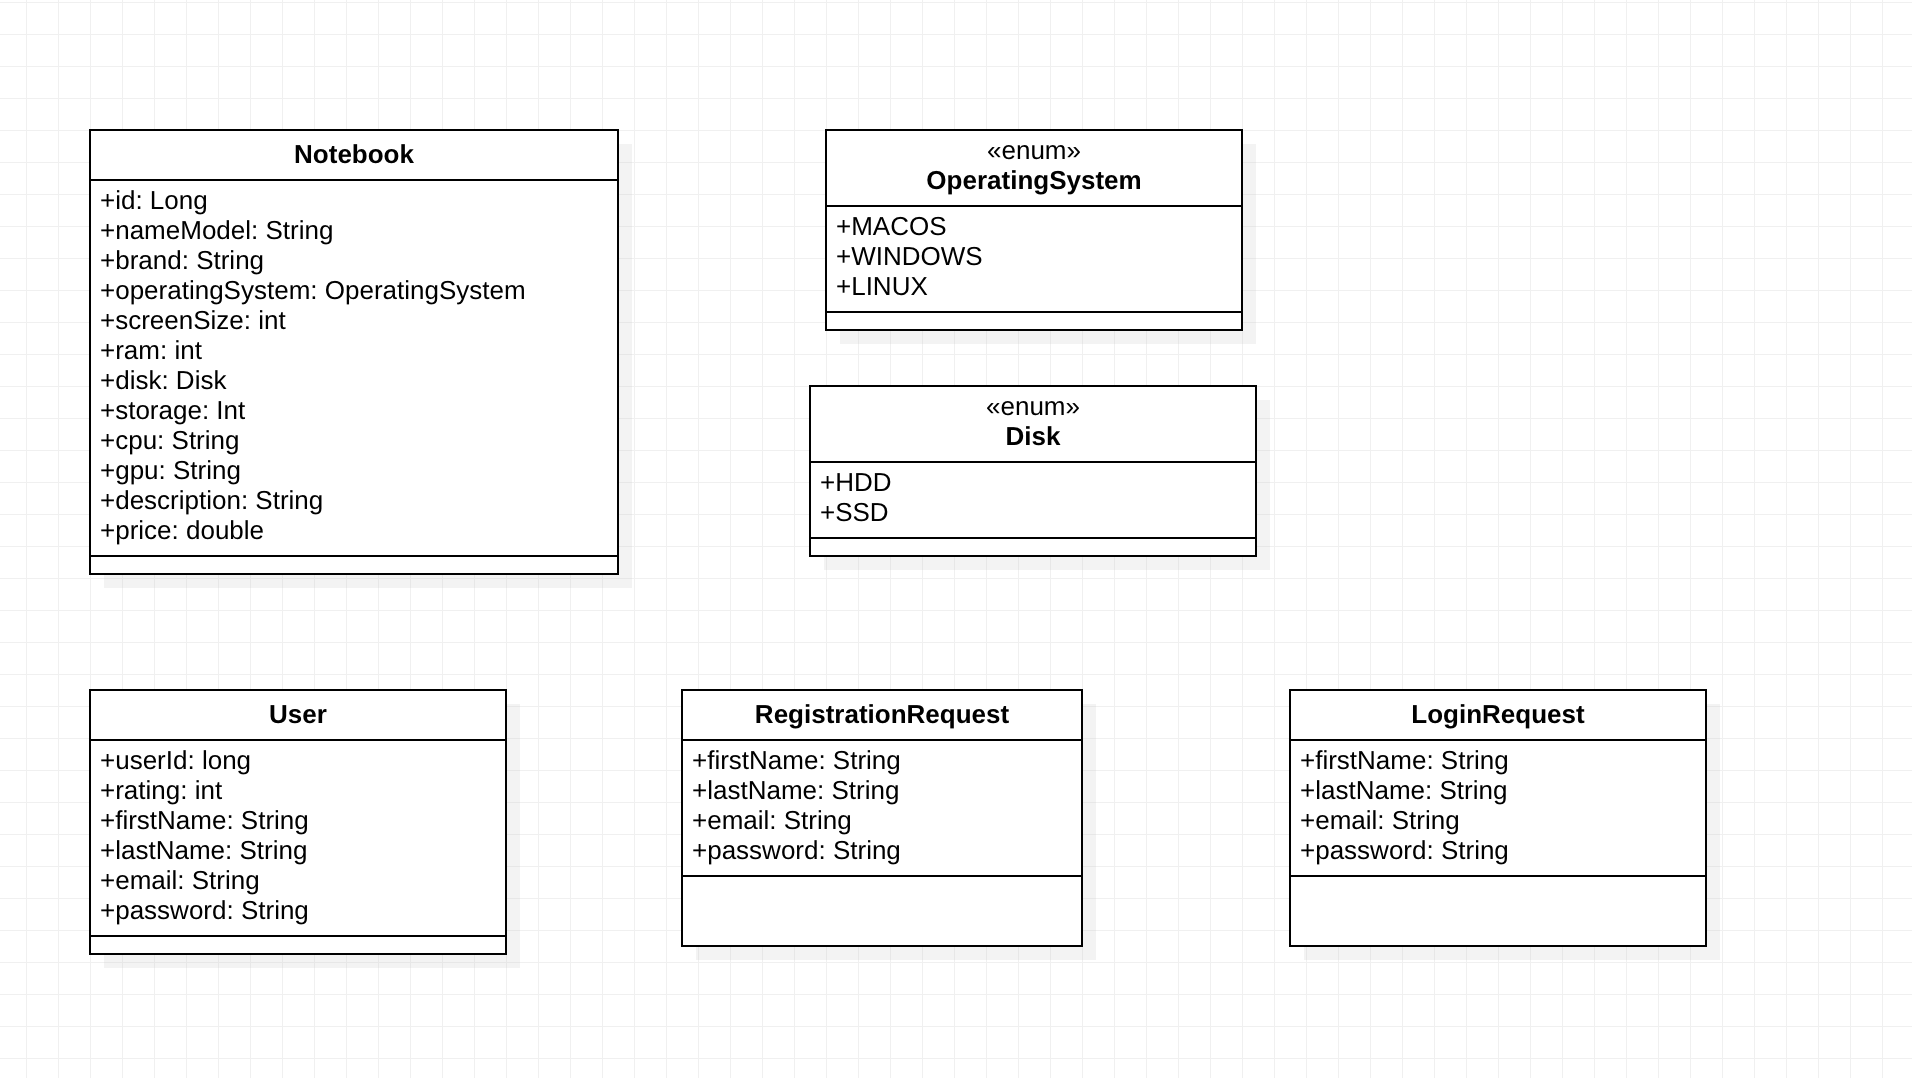 Notebook
+id: Long
+nameModel: String
+brand: String
+operatingSystem: OperatingSystem
+screenSize: int
+ram: int
+disk: Disk
+storage: Int
+cpu: String
+gpu: String
+description: String
+price: double
«enum»
OperatingSystem
+MACOS
+WINDOWS
+LINUX
«enum»
Disk
+HDD
+SSD
User
+userId: long
+rating: int
+firstName: String
+lastName: String
+email: String
+password: String
RegistrationRequest
+firstName: String
+lastName: String
+email: String
+password: String
LoginRequest
+firstName: String
+lastName: String
+email: String
+password: String